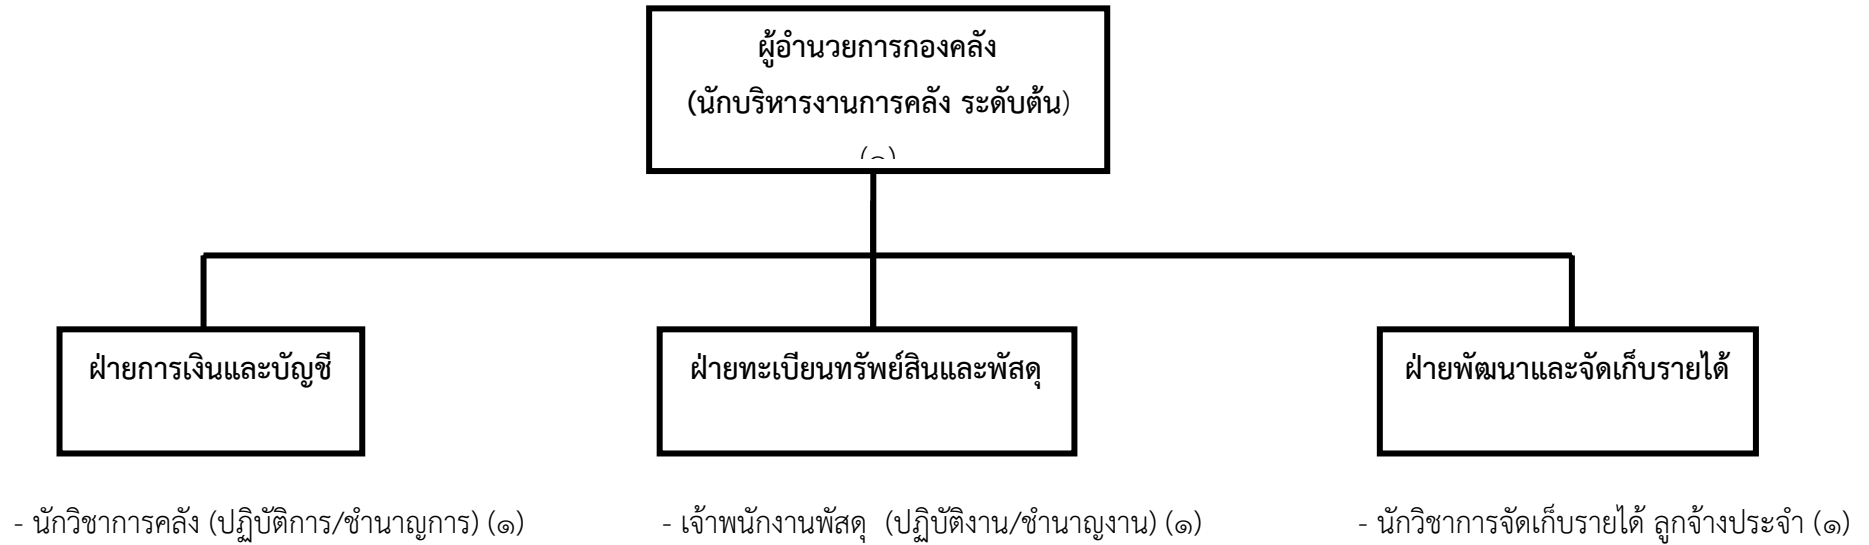 ผู้อำนวยการกองคลัง
(นักบริหารงานการคลัง ระดับต้น)
(๑)
ฝ่ายการเงินและบัญชี
ฝ่ายทะเบียนทรัพย์สินและพัสดุ
ฝ่ายพัฒนาและจัดเก็บรายได้
- นักวิชาการคลัง (ปฏิบัติการ/ชำนาญการ) (๑)
- เจ้าพนักงานพัสดุ (ปฏิบัติงาน/ชำนาญงาน) (๑)
- นักวิชาการจัดเก็บรายได้ ลูกจ้างประจำ (๑)